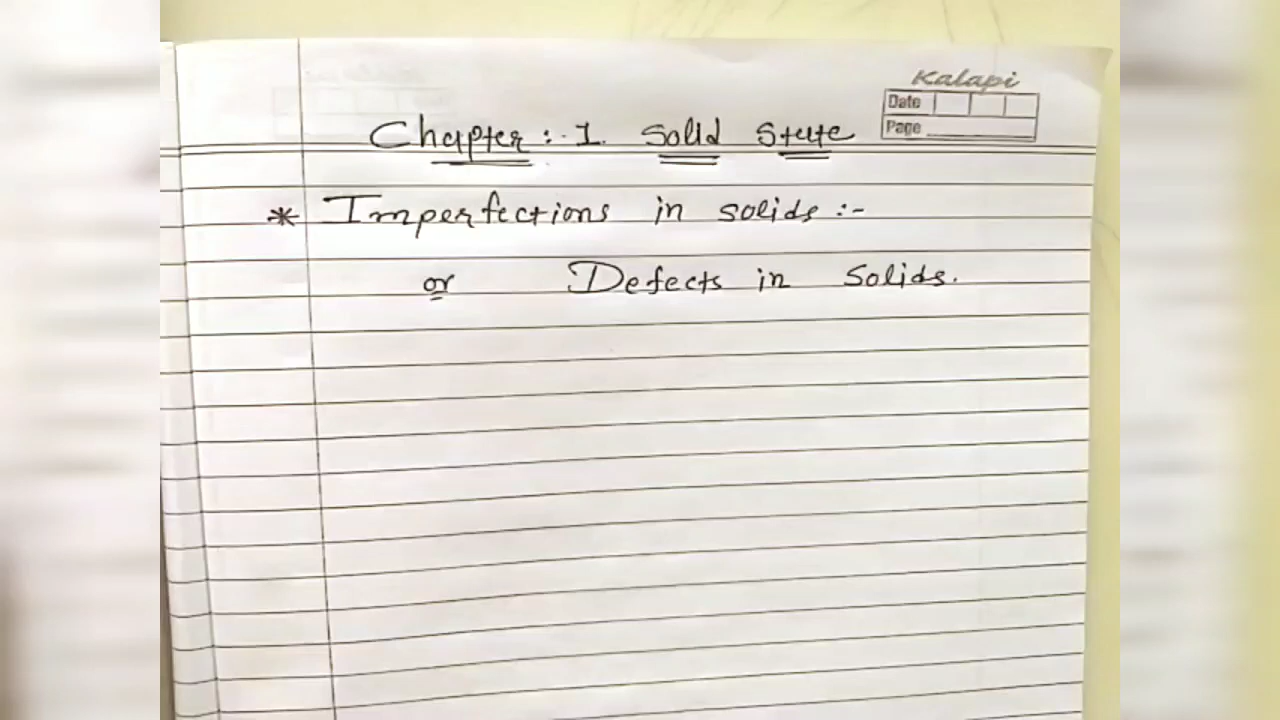 Kalapi
Date
Page
Chapter :- 1. Solid State
* Imperfections in solids :-
or Defects in Solids.